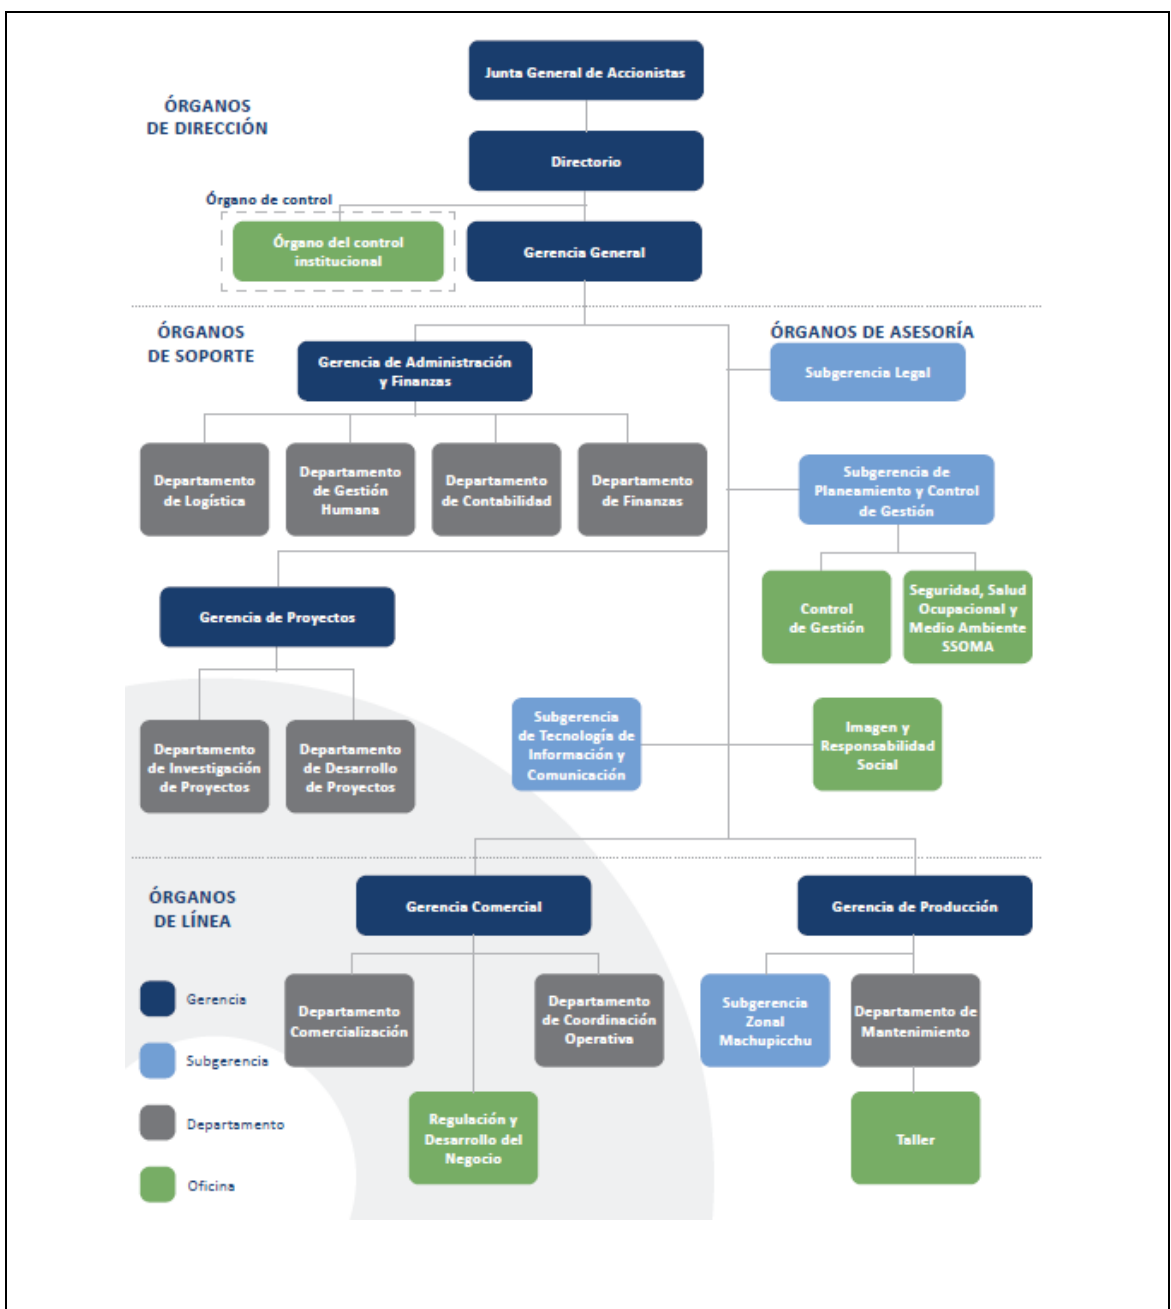 Junta General de Accionistas
ÓRGANOS
DE DIRECCIÓN
Directorio
Órgano de control
Órgano del control
institucional
Gerencia General
ÓRGANOS
DE SOPORTE
ÓRGANOS DE ASESORÍA
Gerencia de Administración
y Finanzas
Subgerencia Legal
Departamento
de Logística
Departamento
de Gestión
Humana
Departamento
de Contabilidad
Departamento
de Finanzas
Subgerencia de
Planeamiento y Control
de Gestión
Control
de Gestión
Seguridad, Salud
Ocupacional y
Medio Ambiente
SSOMA
Gerencia de Proyectos
Departamento
de Investigación
de Proyectos
Departamento
de Desarrollo
de Proyectos
Subgerencia
de Tecnología de
Información y
Comunicación
Imagen y
Responsabilidad
Social
ÓRGANOS
DE LÍNEA
Gerencia Comercial
Gerencia de Producción
Departamento
Comercialización
Departamento
de Coordinación
Operativa
Subgerencia
Zonal
Machupicchu
Departamento de
Mantenimiento
Regulación y
Desarrollo del
Negocio
Taller
Gerencia
Subgerencia
Departamento
Oficina